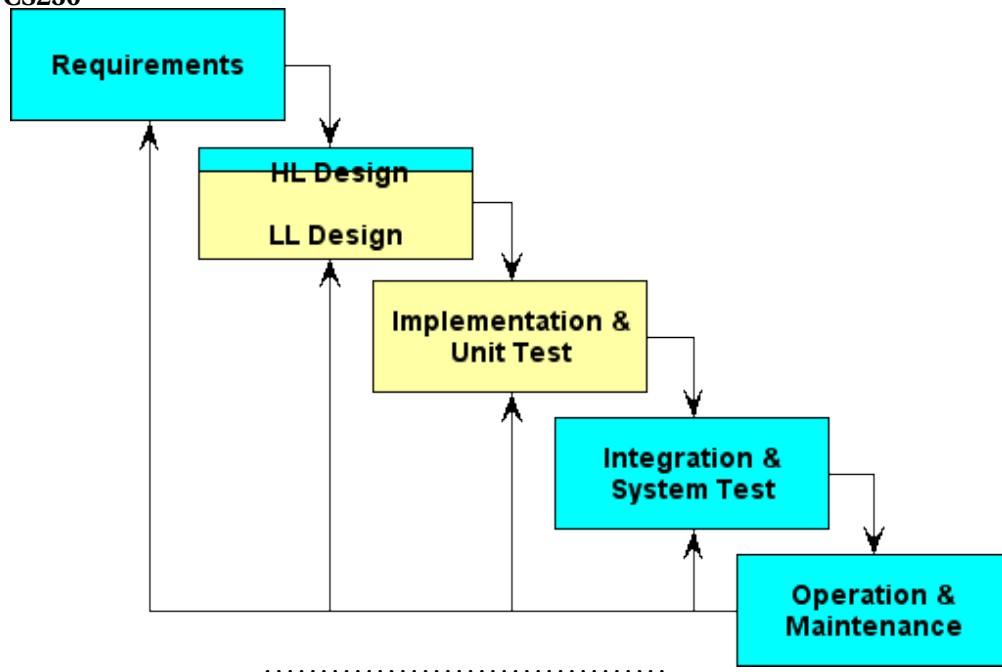 Requirements
HL Design
LL Design
Implementation &
Unit Test
Integration &
System Test
Operation &
Maintenance
....................................